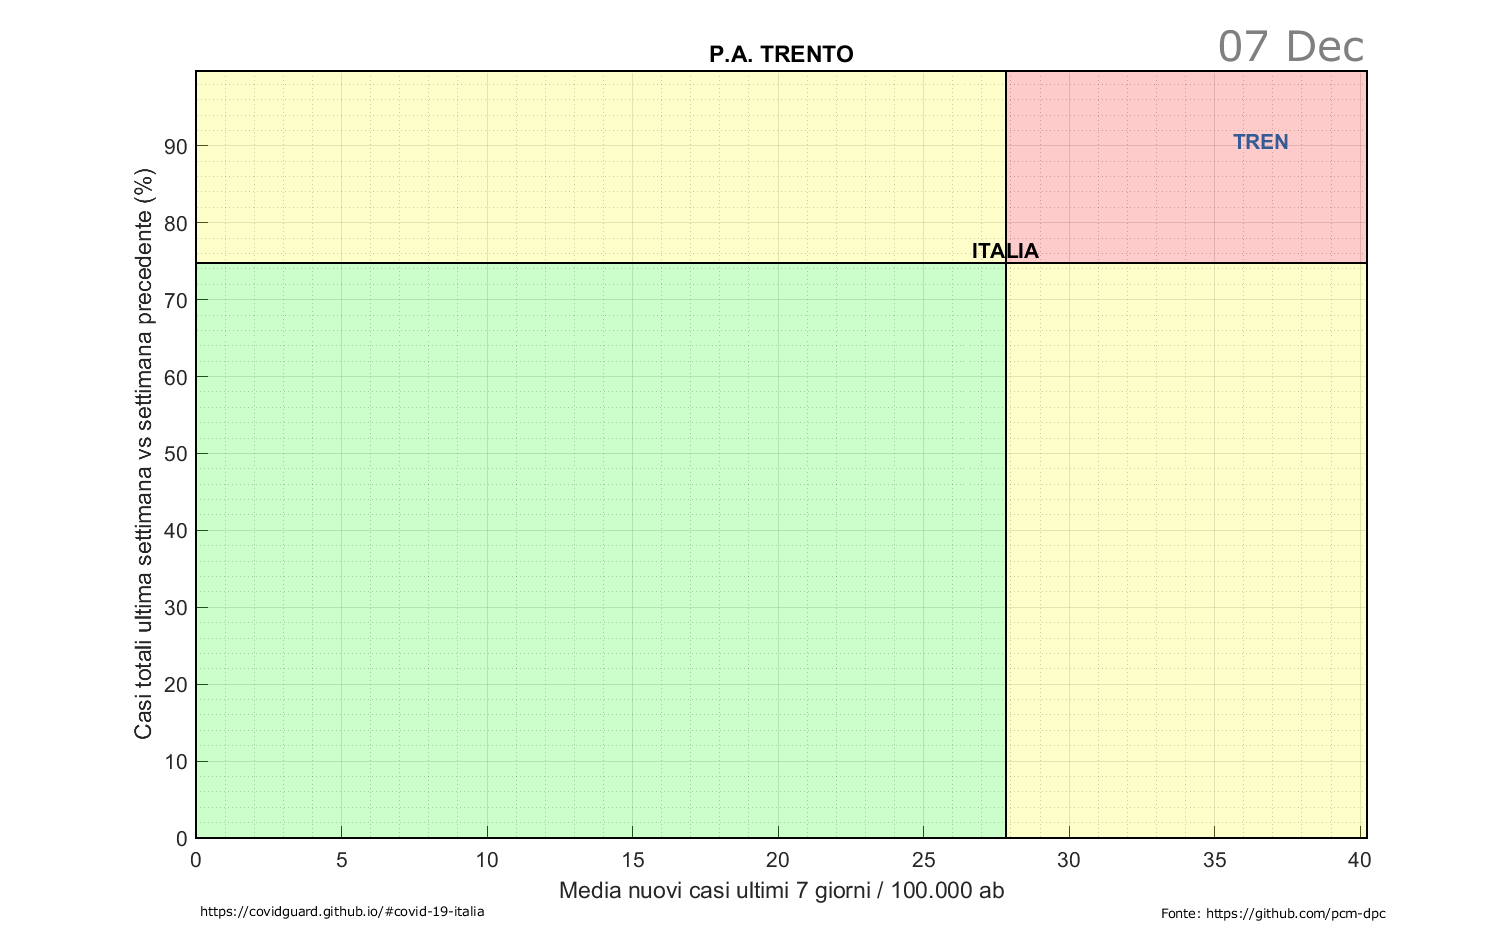 07 Dec
P.A. TRENTO
TREN
ITALIA
Casi totali ultima settimana vs settimana precedente (%)
90
80
70
60
50
40
30
20
10
0
0 5 10 15 20 25 30 35 40
Media nuovi casi ultimi 7 giorni / 100.000 ab
https://covidguard.github.io/#covid-19-italia
Fonte: https://github.com/pcm-dpc